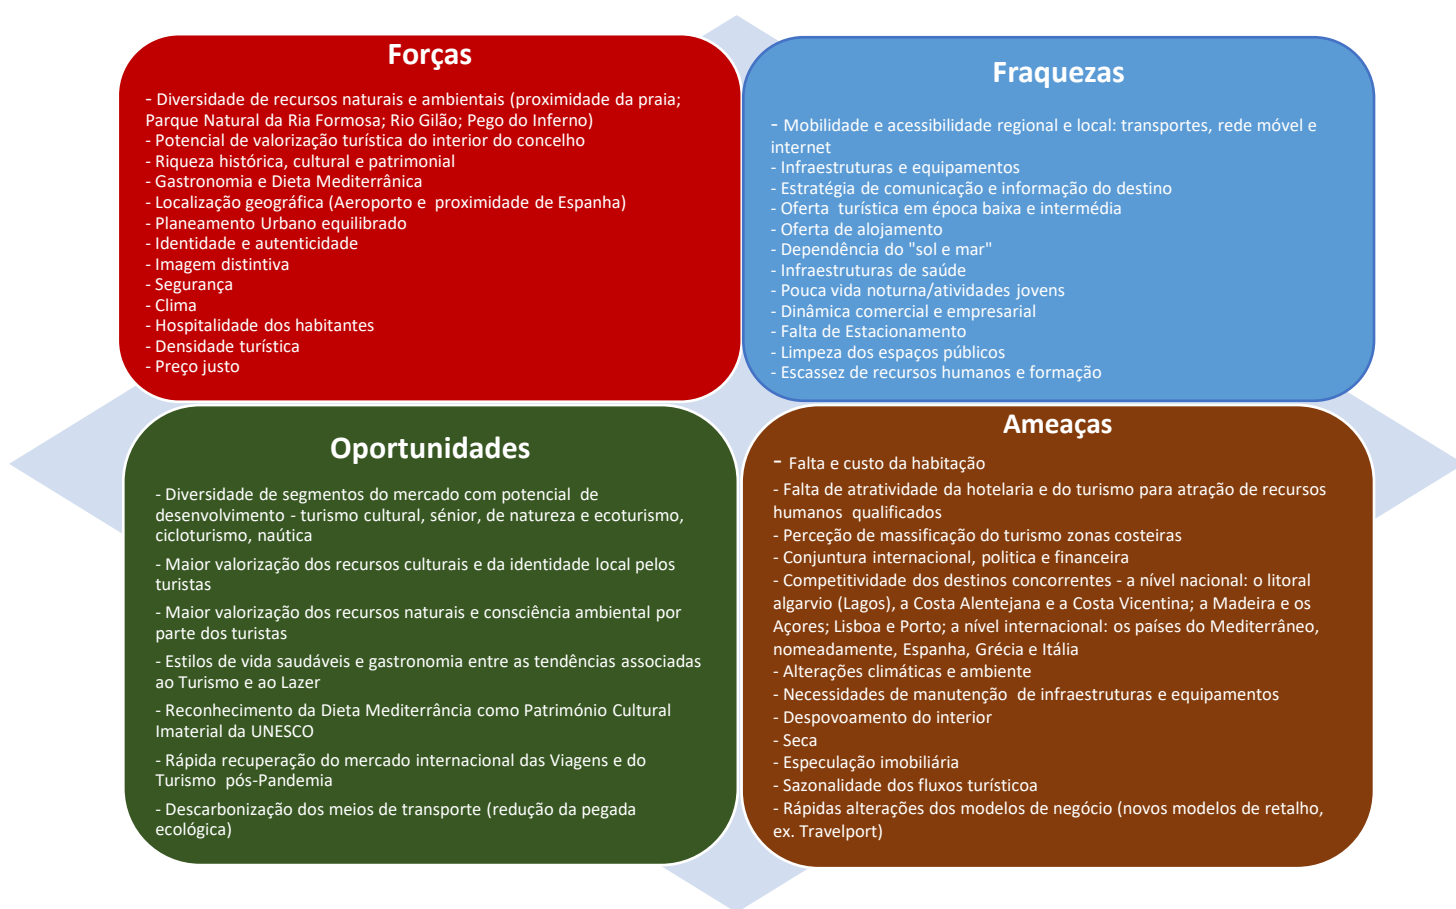 Forças
- Diversidade de recursos naturais e ambientais (proximidade da praia;
Parque Natural da Ria Formosa; Rio Gilão; Pego do Inferno)
- Potencial de valorização turística do interior do concelho
- Riqueza histórica, cultural e patrimonial
- Gastronomia e Dieta Mediterrânica
- Localização geográfica (Aeroporto e proximidade de Espanha)
- Planeamento Urbano equilibrado
- Identidade e autenticidade
- Imagem distintiva
- Segurança
- Clima
- Hospitalidade dos habitantes
- Densidade turística
- Preço justo
Fraquezas
- Mobilidade e acessibilidade regional e local: transportes, rede móvel e
internet
- Infraestruturas e equipamentos
- Estratégia de comunicação e informação do destino
- Oferta turística em época baixa e intermédia
- Oferta de alojamento
- Dependência do "sol e mar"
- Infraestruturas de saúde
- Pouca vida noturna/atividades jovens
- Dinâmica comercial e empresarial
- Falta de Estacionamento
- Limpeza dos espaços públicos
- Escassez de recursos humanos e formação
Oportunidades
- Diversidade de segmentos do mercado com potencial de
desenvolvimento - turismo cultural, sénior, de natureza e ecoturismo,
cicloturismo, naútica
- Maior valorização dos recursos culturais e da identidade local pelos
turistas
- Maior valorização dos recursos naturais e consciência ambiental por
parte dos turistas
- Estilos de vida saudáveis e gastronomia entre as tendências associadas
ao Turismo e ao Lazer
- Reconhecimento da Dieta Mediterrância como Património Cultural
Imaterial da UNESCO
- Rápida recuperação do mercado internacional das Viagens e do
Turismo pós-Pandemia
- Descarbonização dos meios de transporte (redução da pegada
ecológica)
Ameaças
- Falta e custo da habitação
- Falta de atratividade da hotelaria e do turismo para atração de recursos
humanos qualificados
- Perceção de massificação do turismo zonas costeiras
- Conjuntura internacional, politica e financeira
- Competitividade dos destinos concorrentes - a nível nacional: o litoral
algarvio (Lagos), a Costa Alentejana e a Costa Vicentina; a Madeira e os
Açores; Lisboa e Porto; a nível internacional: os países do Mediterrâneo,
nomeadamente, Espanha, Grécia e Itália
- Alterações climáticas e ambiente
- Necessidades de manutenção de infraestruturas e equipamentos
- Despovoamento do interior
- Seca
- Especulação imobiliária
- Sazonalidade dos fluxos turísticoa
- Rápidas alterações dos modelos de negócio (novos modelos de retalho,
ex. Travelport)